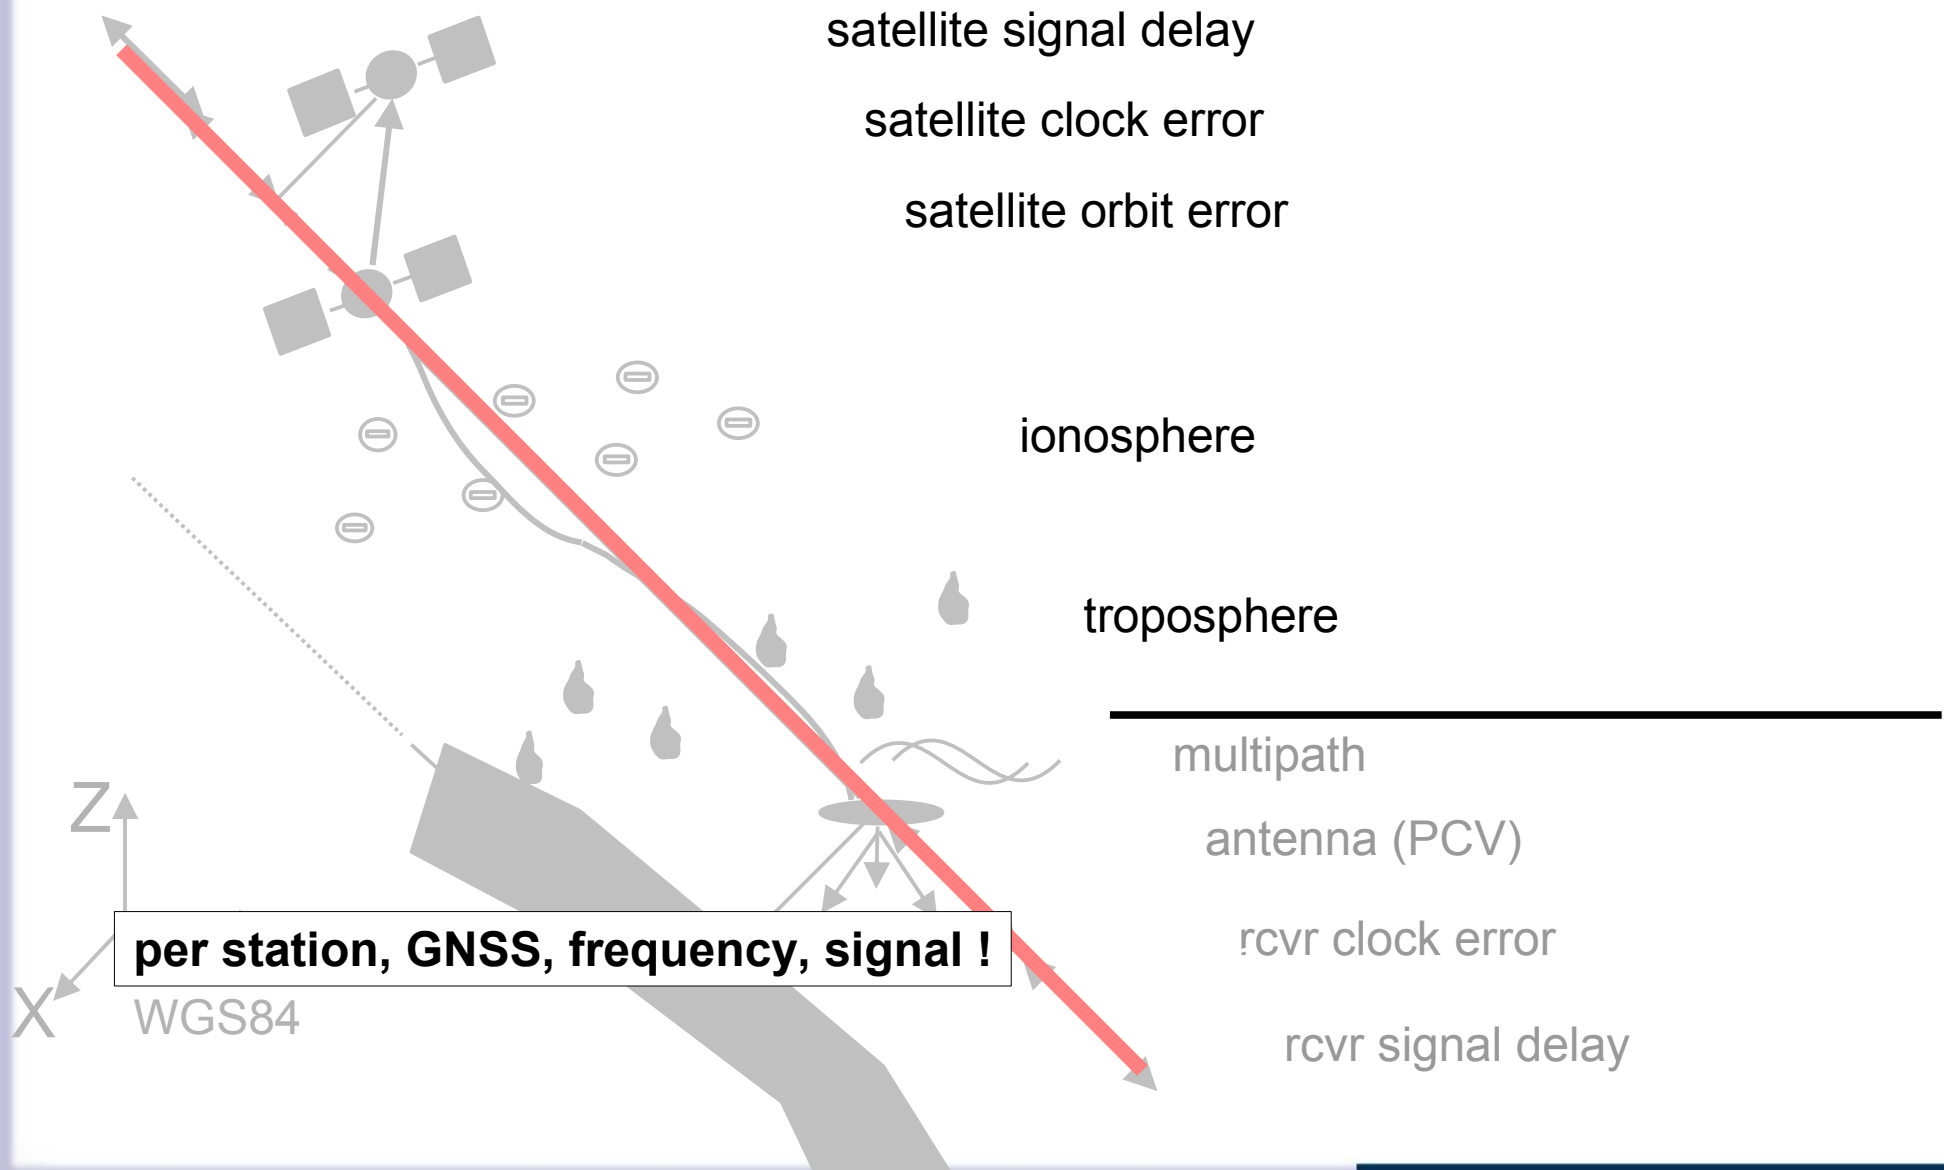 satellite signal delay
satellite clock error
satellite orbit error
ionosphere
troposphere
multipath
Z
antenna (PCV)
rcvr clock error
per station, GNSS, frequency, signal !
X
WGS84
rcvr signal delay